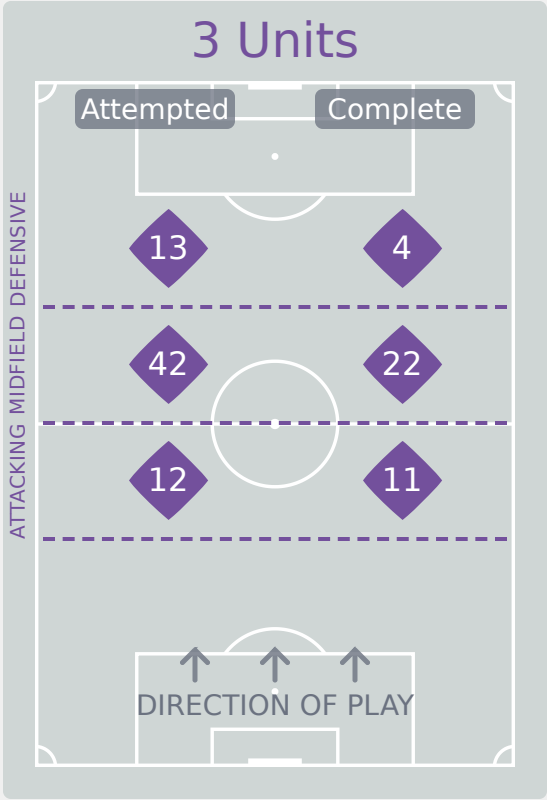 3 Units
Attempted Complete
13 4
42 22
12 11
ATTACKING MIDFIELD DEFENSIVE
DIRECTION OF PLAY